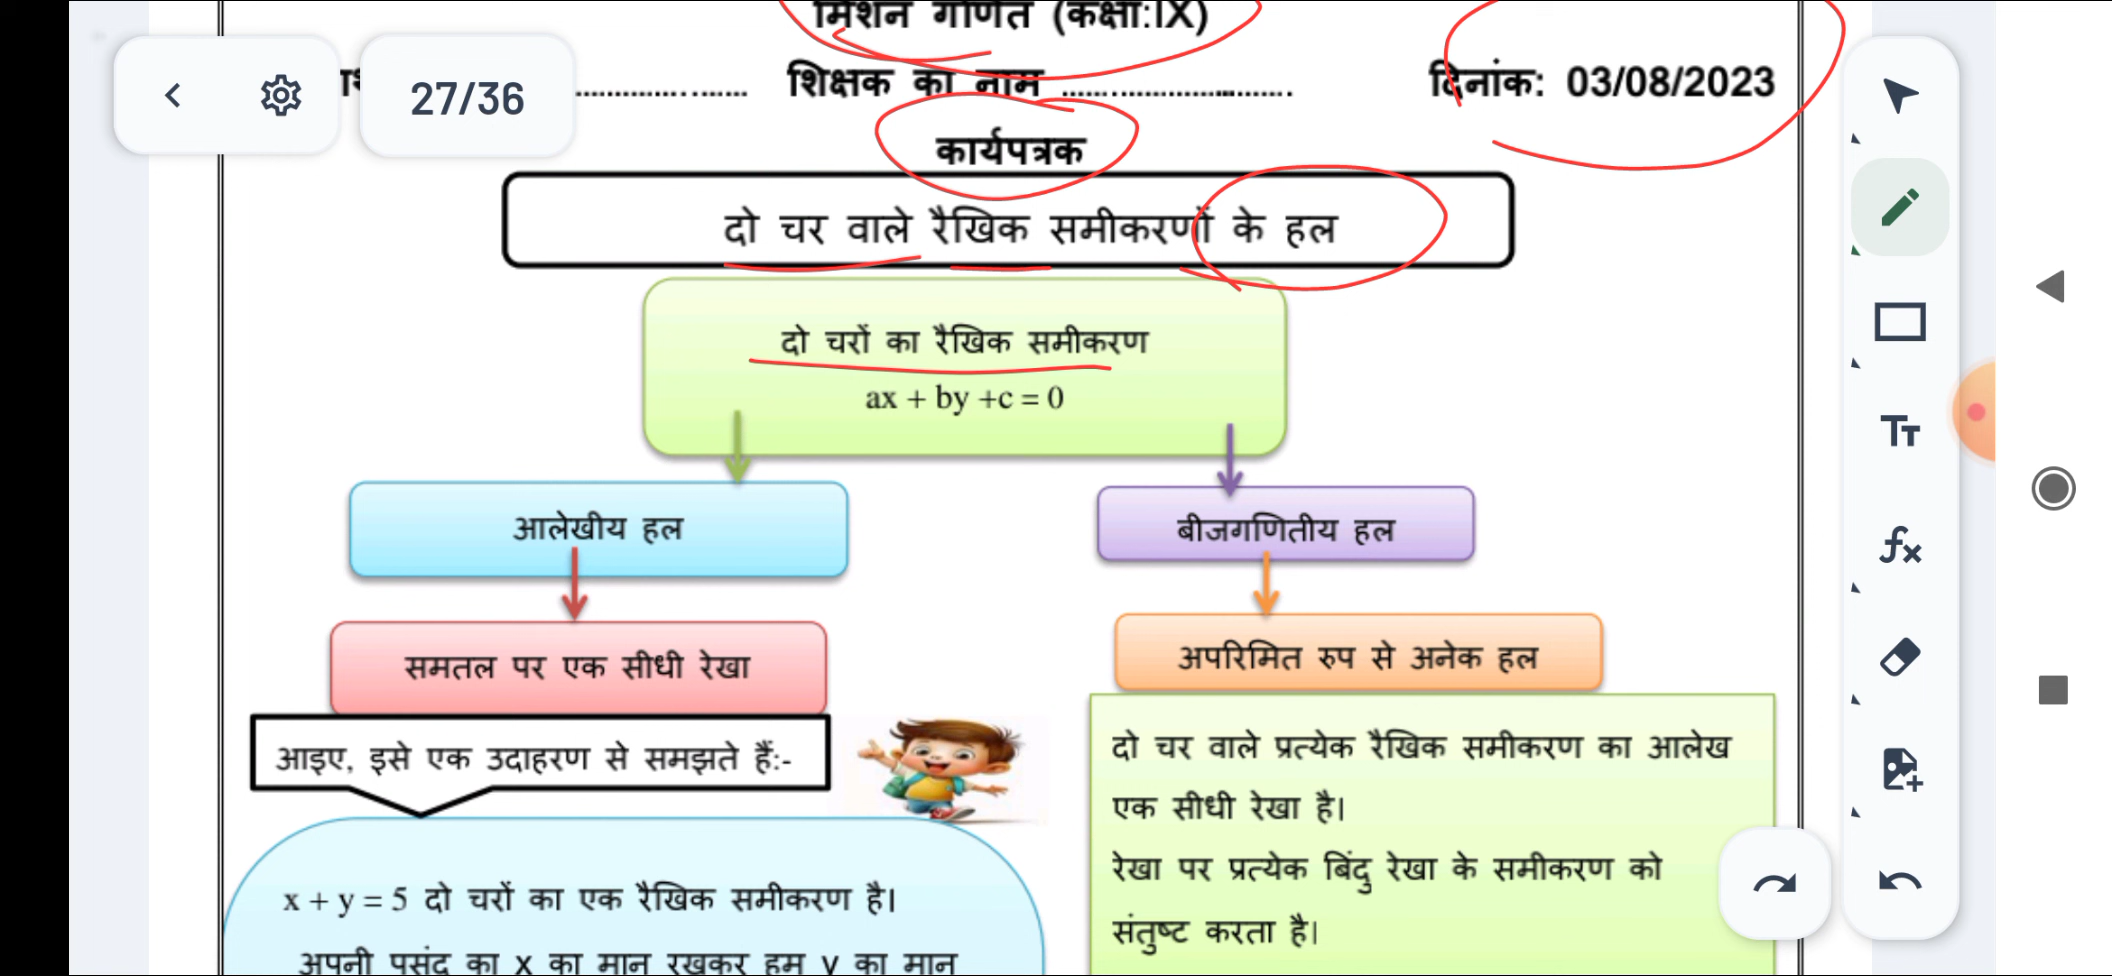 मिशन गणित (कक्षा:IX)
27/36
.................... शिक्षक का नाम ........................ दिनांक: 03/08/2023
कार्यपत्रक
दो चर वाले रैखिक समीकरणों के हल
दो चरों का रैखिक समीकरण
ax + by +c = 0
आलेखीय हल
बीजगणितीय हल
समतल पर एक सीधी रेखा
अपरिमित रुप से अनेक हल
आइए, इसे एक उदाहरण से समझते हैं:-
x + y = 5 दो चरों का एक रैखिक समीकरण है।
अपनी पसंद का x का मान रखकर हम y का मान
दो चर वाले प्रत्येक रैखिक समीकरण का आलेख
एक सीधी रेखा है।
रेखा पर प्रत्येक बिंदु रेखा के समीकरण को
संतुष्ट करता है।
Tт
fx